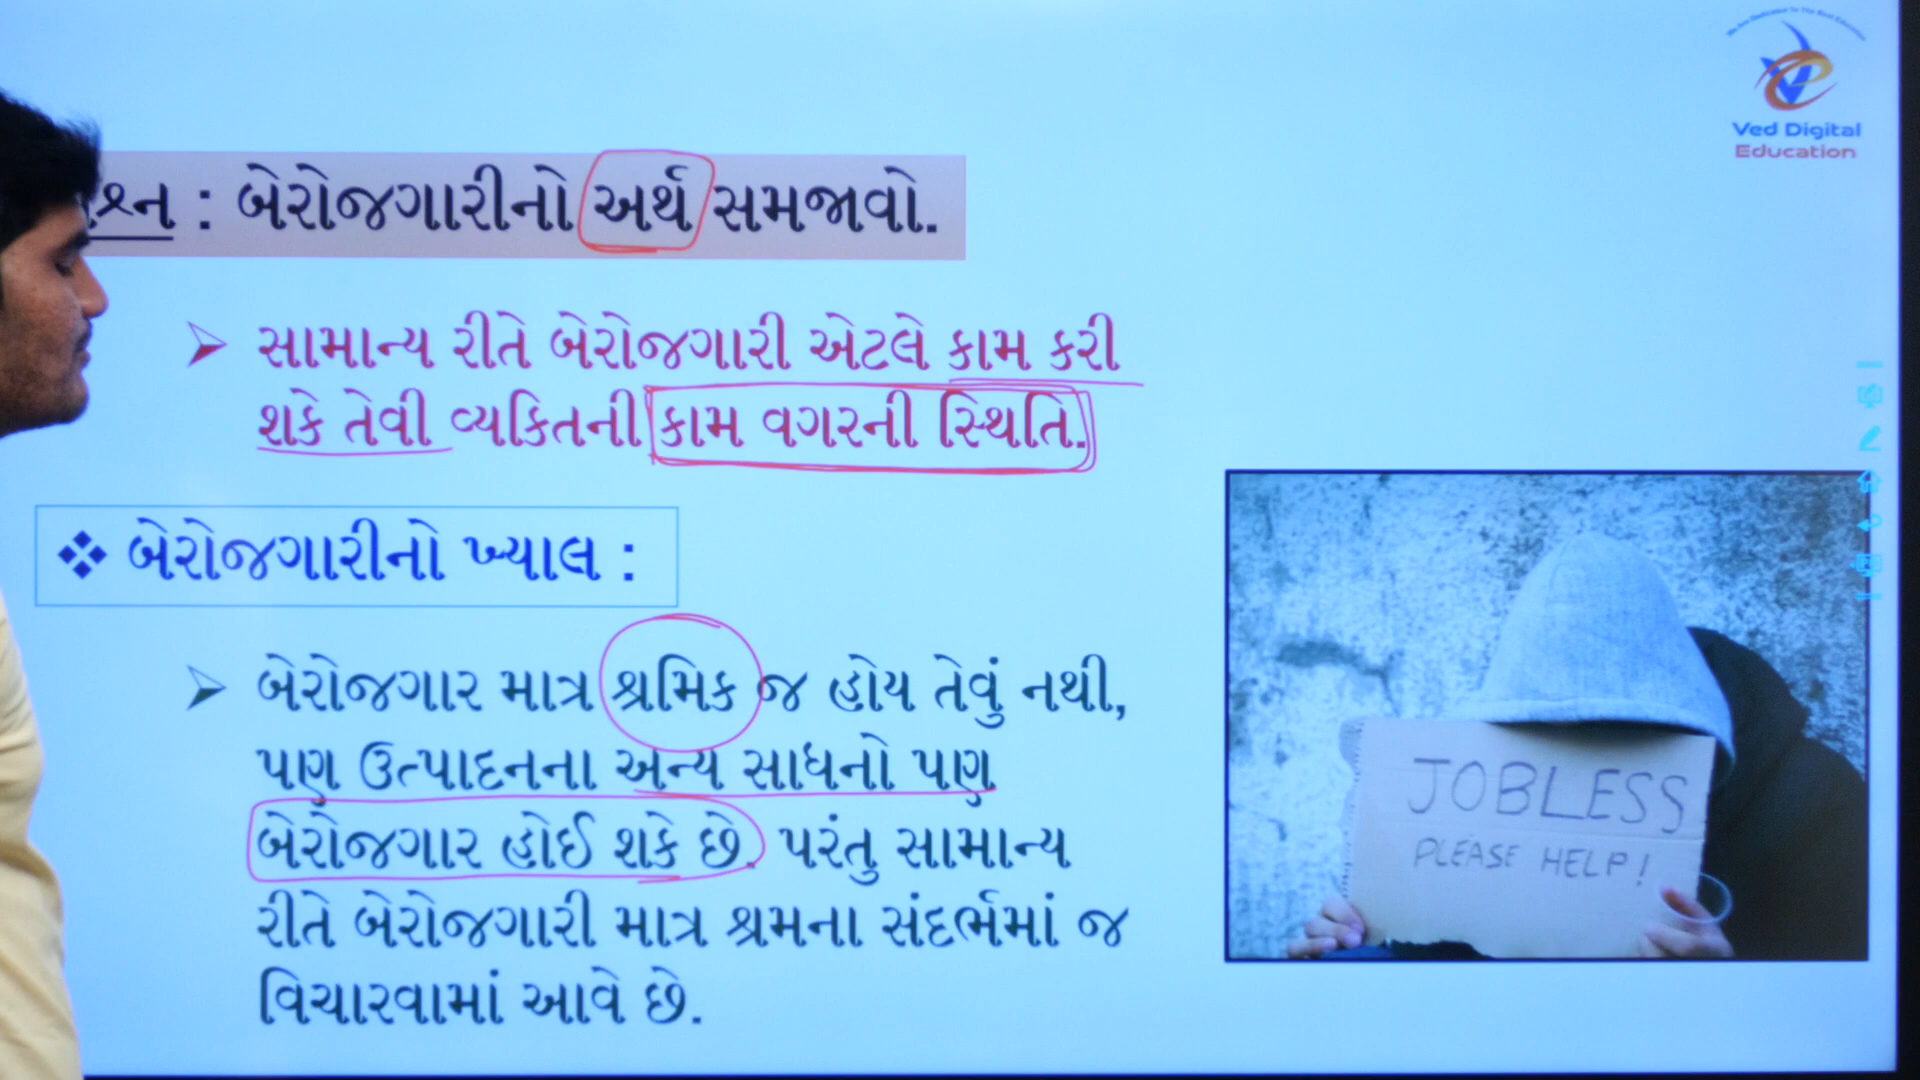 Ved Digital
Education
: બેરોજગારીનો અર્થ સમજાવો.
સામાન્ય રીતે બેરોજગારી એટલે કામ કરી
શકે તેવી વ્યકિતની કામ વગરની સ્થિતિ.
બેરોજગારીનો ખ્યાલ :
બેરોજગાર માત્ર શ્રમિક જ હોય તેવું નથી,
પણ ઉત્પાદનના અન્ય સાધનો પણ
બેરોજગાર હોઈ શકે છે. પરંતુ સામાન્ય
રીતે બેરોજગારી માત્ર શ્રમના સંદર્ભમાં જ
વિચારવામાં આવે છે.
JOBLESS
PLEASE HELP!